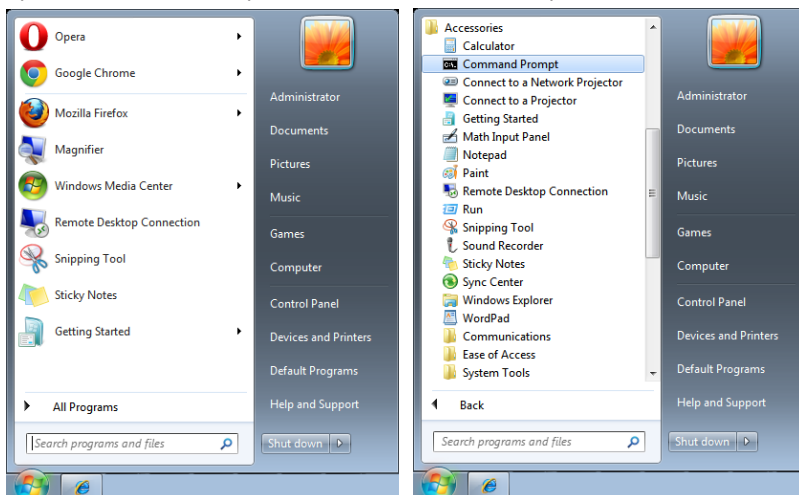 Opera
Google Chrome
Mozilla Firefox
Magnifier
Windows Media Center
Remote Desktop Connection
Snipping Tool
Sticky Notes
Getting Started
All Programs
Search programs and files
Administrator
Documents
Pictures
Music
Games
Computer
Control Panel
Devices and Printers
Default Programs
Help and Support
Shut down
Accessories
Calculator
Command Prompt
Connect to a Network Projector
Connect to a Projector
Getting Started
Math Input Panel
Notepad
Paint
Remote Desktop Connection
Run
Snipping Tool
Sound Recorder
Sticky Notes
Sync Center
Windows Explorer
WordPad
Communications
Ease of Access
System Tools
Back
Search programs and files
Administrator
Documents
Pictures
Music
Games
Computer
Control Panel
Devices and Printers
Default Programs
Help and Support
Shut down